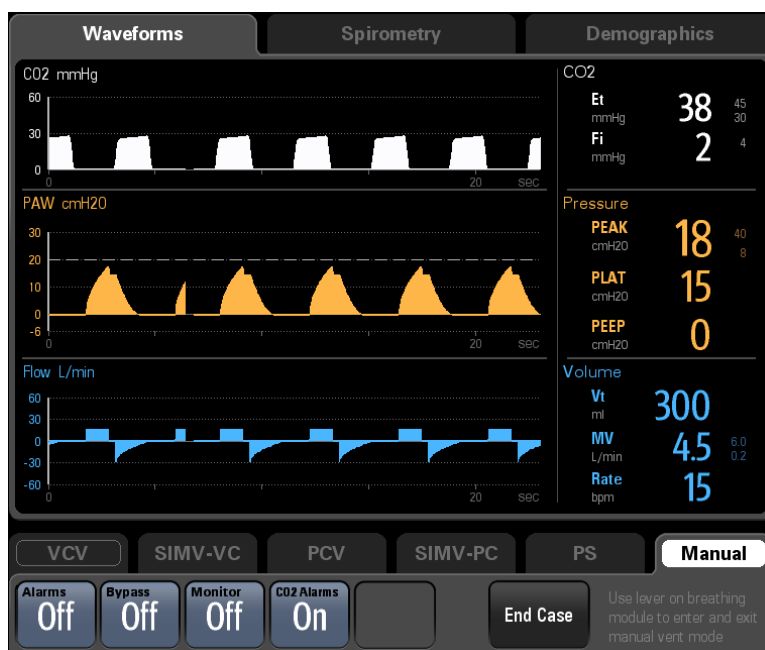 Waveforms Spirometry Demographics
CO2 mmHg
60
30
0
0 20 sec
CO2
Et 38 45
mmHg 30
Fi 2 4
mmHg
PAW cmH20
30
20
10
0
-6
0 20 sec
Pressure
PEAK 18 40
cmH20 8
PLAT 15
cmH20
PEEP 0
cmH20
Flow L/min
60
30
0
-30
-60
0 20 sec
Volume
Vt 300
ml
MV 4.5 6.0
L/min 0.2
Rate 15
bpm
VCV SIMV-VC PCV SIMV-PC PS Manual
Alarms Bypass Monitor CO2 Alarms
Off Off Off On
End Case
Use lever on breathing
module to enter and exit
manual vent mode